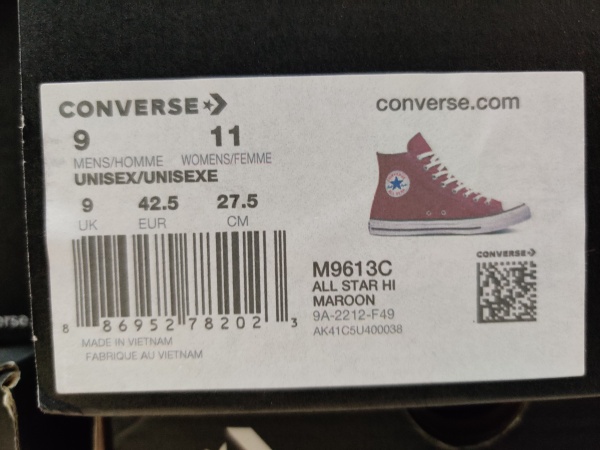 CONVERSE
converse.com
9 11
MENS/HOMME WOMENS/FEMME
UNISEX/UNISEXE
9 42.5 27.5
UK EUR CM
8 86952 78202 3
MADE IN VIETNAM
FABRIQUE AU VIETNAM
CONVERSE
M9613C
ALL STAR HI
MAROON
9A-2212-F49
AK41C5U400038
erse